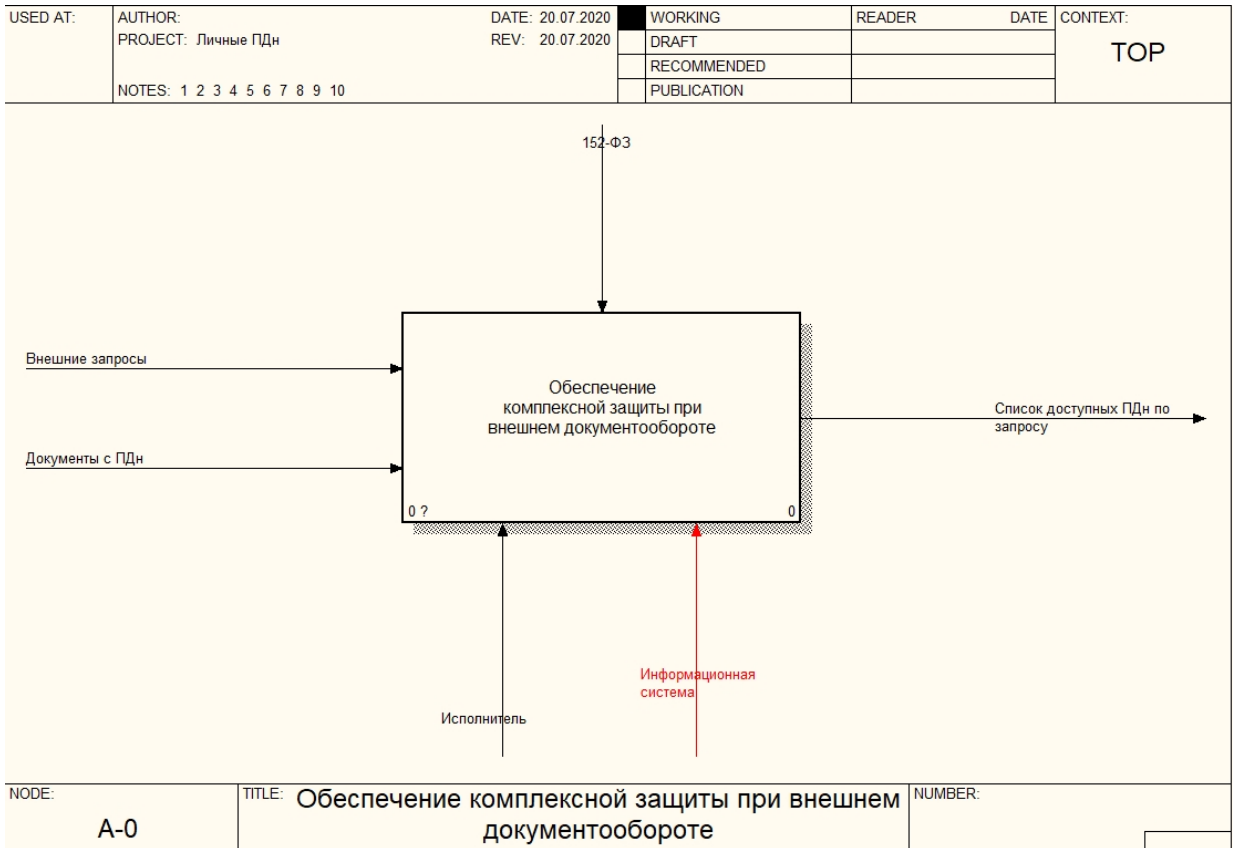 USED AT:
AUTHOR:
DATE: 20.07.2020
WORKING
READER
DATE
CONTEXT:
PROJECT: Личные ПДн
REV: 20.07.2020
DRAFT
TOP
RECOMMENDED
NOTES: 1 2 3 4 5 6 7 8 9 10
PUBLICATION
152-ФЗ
Внешние запросы
Обеспечение
комплексной защиты при
внешнем документообороте
Список доступных ПДн по
запросу
Документы с ПДн
0 ?
0
Информационная
система
Исполнитель
NODE:
TITLE:
Обеспечение комплексной защиты при внешнем
документообороте
NUMBER:
A-0